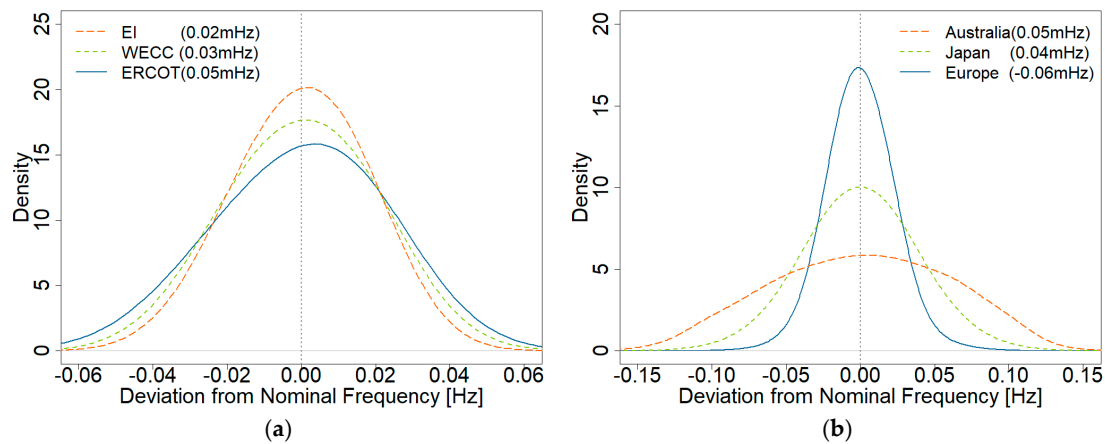 25
20
15
10
5
0
Density
EI (0.02mHz)
WECC (0.03mHz)
ERCOT(0.05mHz)
-0.06 -0.04 -0.02 0.00 0.02 0.04 0.06
Deviation from Nominal Frequency [Hz]
(a)
20
15
10
5
0
Density
Australia(0.05mHz)
Japan (0.04mHz)
Europe (-0.06mHz)
-0.15 -0.10 -0.05 0.00 0.05 0.10 0.15
Deviation from Nominal Frequency [Hz]
(b)